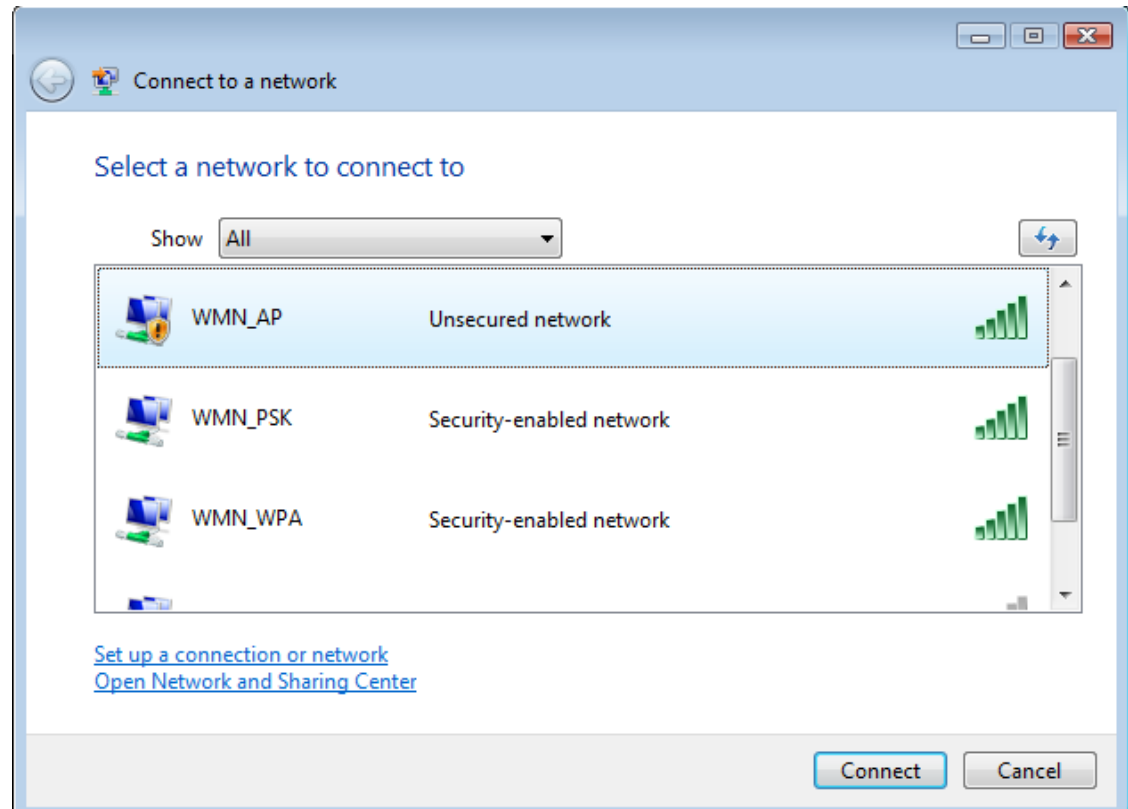 Connect to a network
Select a network to connect to
Show All
WMN_AP Unsecured network
WMN_PSK Security-enabled network
WMN_WPA Security-enabled network
Set up a connection or network
Open Network and Sharing Center
Connect Cancel